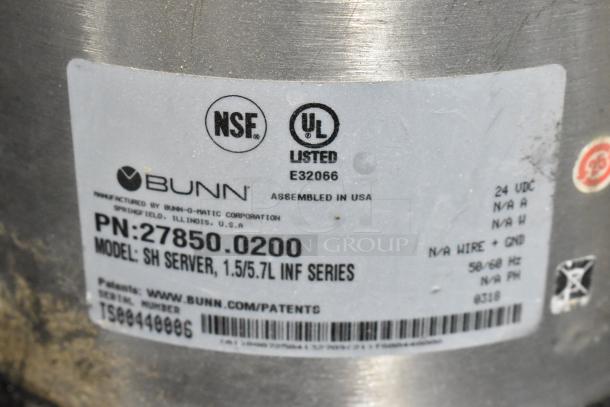 NSF®
UL
LISTED
E32066
BUNN®
ASSEMBLED IN USA
MANUFACTURED BY BUNN-O-MATIC CORPORATION
SPRINGFIELD, ILLINOIS, U.S.A
PN:27850.0200
MODEL: SH SERVER, 1.5/5.7L INF SERIES
24 VDC
N/A A
N/A W
N/A WIRE + GND
50/60 Hz
N/A PH
0318
Patents: WWW.BUNN.COM/PATENTS
SERIAL NUMBER
TS00440006
GROUP